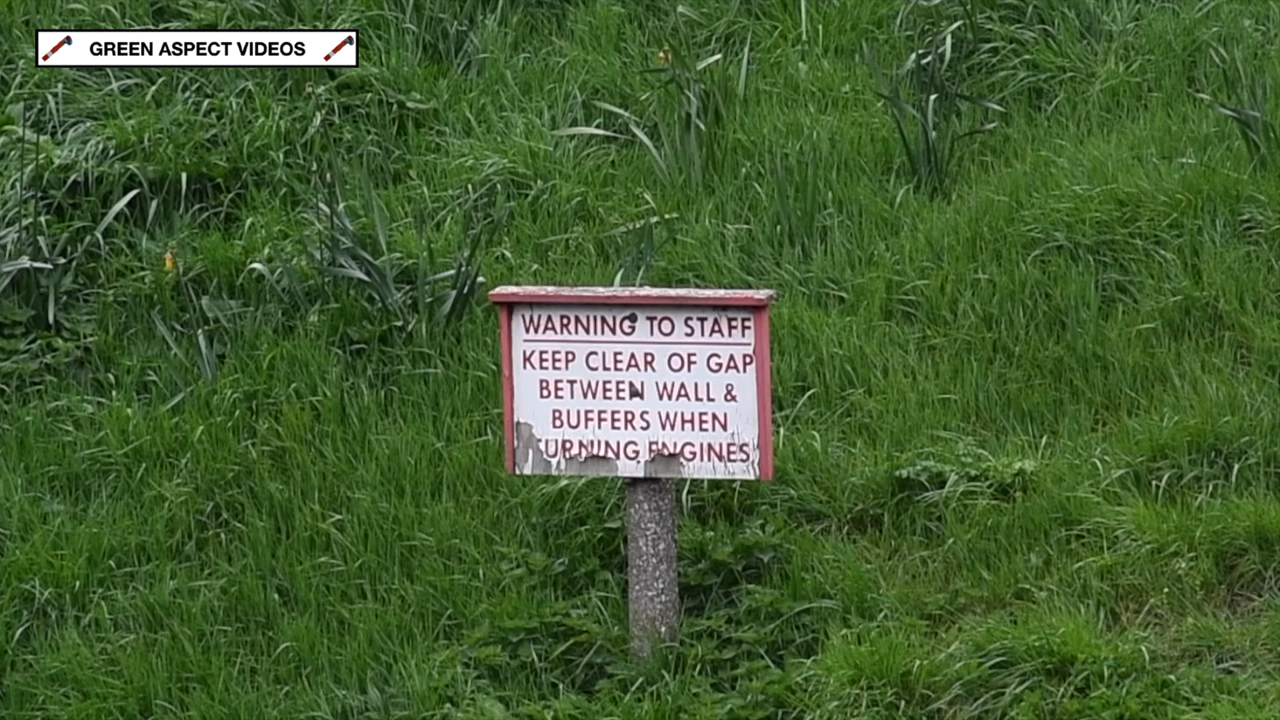 GREEN ASPECT VIDEOS
WARNING TO STAFF
KEEP CLEAR OF GAP
BETWEEN WALL &
BUFFERS WHEN
TURNING ENGINES